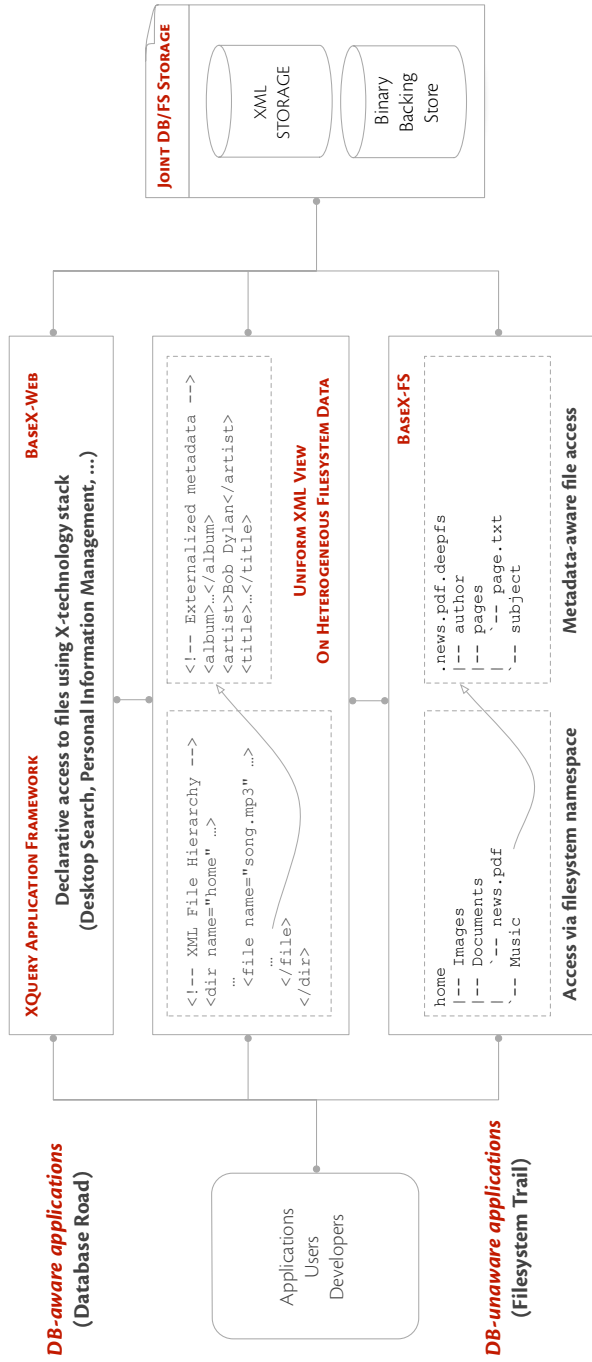 DB-aware applications
(Database Road)
Applications
Users
Developers
DB-unaware applications
(Filesystem Trail)
XQUERY APPLICATION FRAMEWORK
BASEX-WEB
Declarative access to files using X-technology stack
(Desktop Search, Personal Information Management, ...)
<!-- XML File Hierarchy -->
<dir name="home" …>
…
<file name="song.mp3" …>
…
</file>
</dir>
<!-- Externalized metadata -->
<album>…</album>
<artist>Bob Dylan</artist>
<title>…</title>
UNIFORM XML VIEW
ON HETEROGENEOUS FILESYSTEM DATA
BASEX-FS
home
|-- Images
|-- Documents
|   `-- news.pdf
`-- Music
Access via filesystem namespace
.news.pdf.deepfs
|-- author
|-- pages
|   `-- page.txt
`-- subject
Metadata-aware file access
JOINT DB/FS STORAGE
XML
STORAGE
Binary
Backing
Store